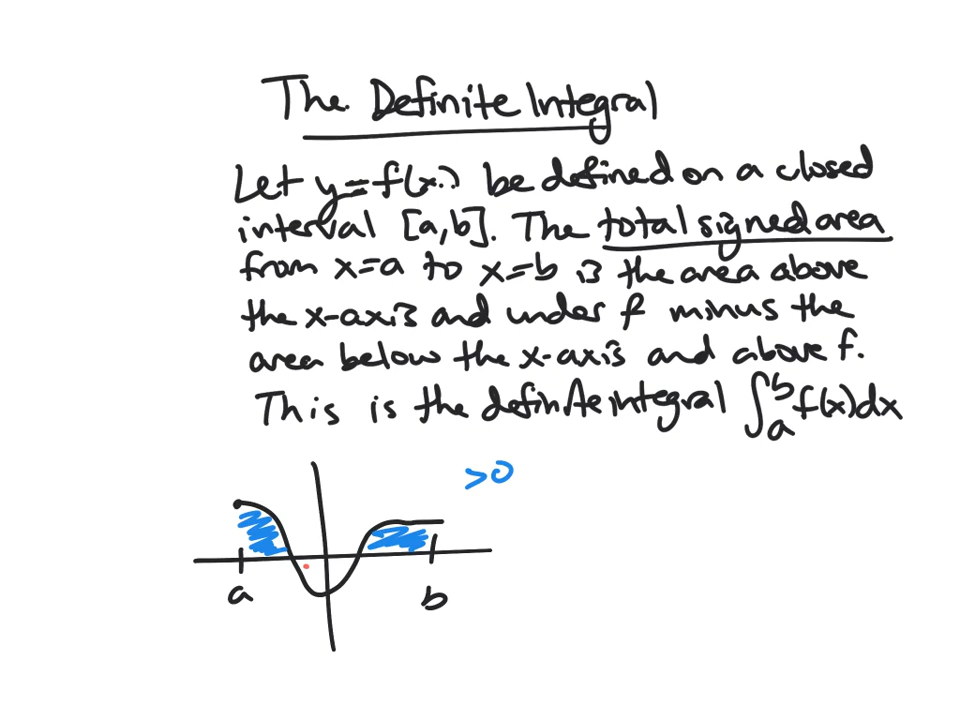 The Definite Integral
Let y=f(x) be defined on a closed
interval [a,b]. The total signed area
from x=a to x=b is the area above
the x-axis and under f minus the
area below the x-axis and above f.
This is the definite integral ∫_a^b f(x)dx
>0
a b